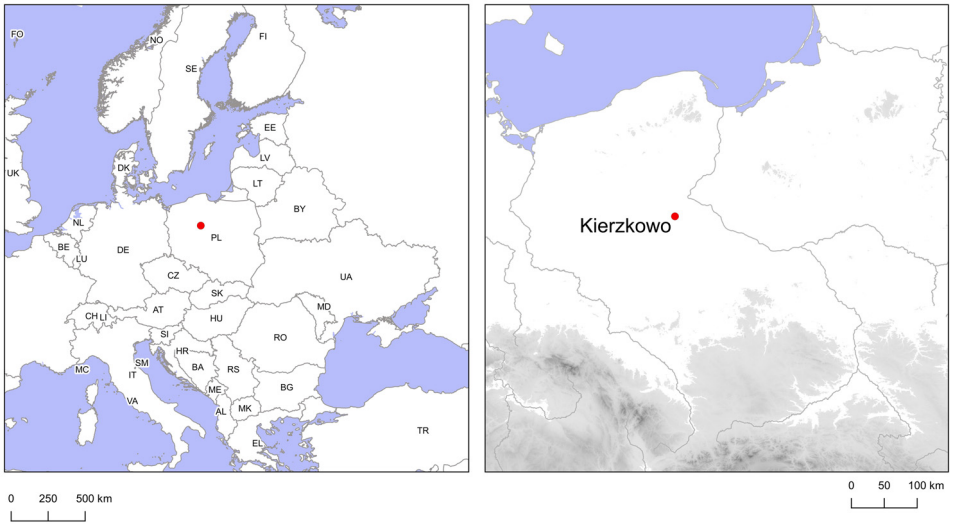 FO
NO
FI
SE
EE
LV
DK
LT
UK
BY
NL
PL
BE
DE
LU
CZ
UA
SK
AT
MD
CH LI
HU
SI
RO
HR
SM
BA
RS
MC
IT
BG
ME
VA
MK
AL
TR
EL
0 250 500 km
Kierzkowo
0 50 100 km